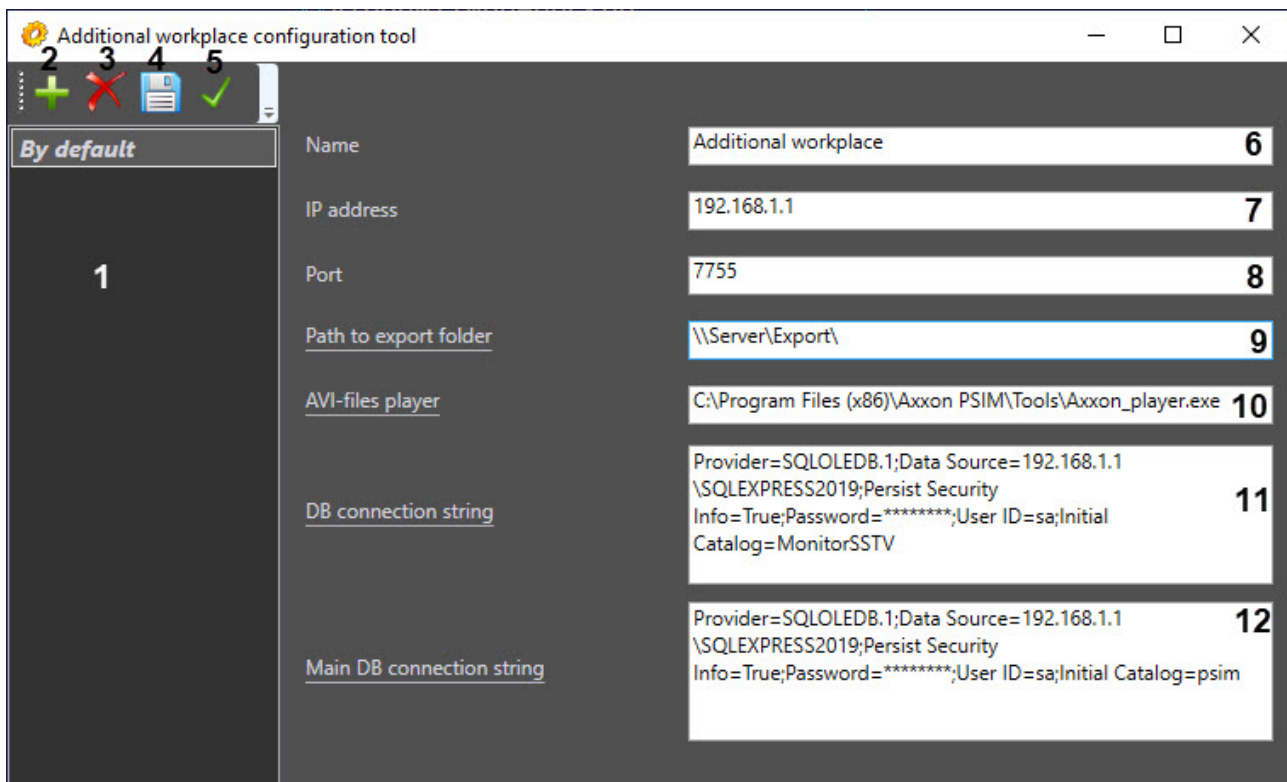 Additional workplace configuration tool
2 3 4 5
By default
1
Name
Additional workplace 6
IP address
192.168.1.1 7
Port
7755 8
Path to export folder
\\Server\Export\ 9
AVI-files player
C:\Program Files (x86)\Axxon PSIM\Tools\Axxon_player.exe 10
DB connection string
Provider=SQLOLEDB.1;Data Source=192.168.1.1
\SQLEXPRESS2019;Persist Security
Info=True;Password=********;User ID=sa;Initial
Catalog=MonitorSSTV
11
Main DB connection string
Provider=SQLOLEDB.1;Data Source=192.168.1.1 12
\SQLEXPRESS2019;Persist Security
Info=True;Password=********;User ID=sa;Initial Catalog=psim